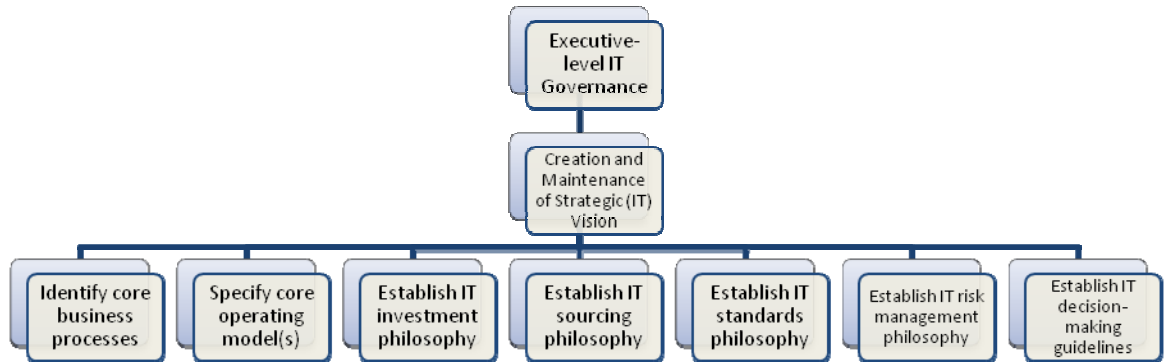 Executive-
level IT
Governance
Creation and
Maintenance
of Strategic (IT)
Vision
Identify core
business
processes
Specify core
operating
model(s)
Establish IT
investment
philosophy
Establish IT
sourcing
philosophy
Establish IT
standards
philosophy
Establish IT risk
management
philosophy
Establish IT
decision-
making
guidelines